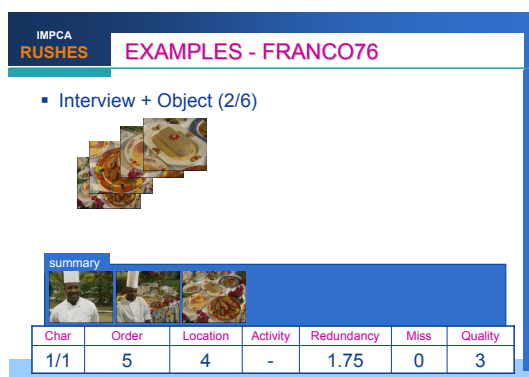 IMPCA
RUSHES
EXAMPLES - FRANCO76
▪ Interview + Object (2/6)
summary
Char Order Location Activity Redundancy Miss Quality
1/1 5 4 - 1.75 0 3